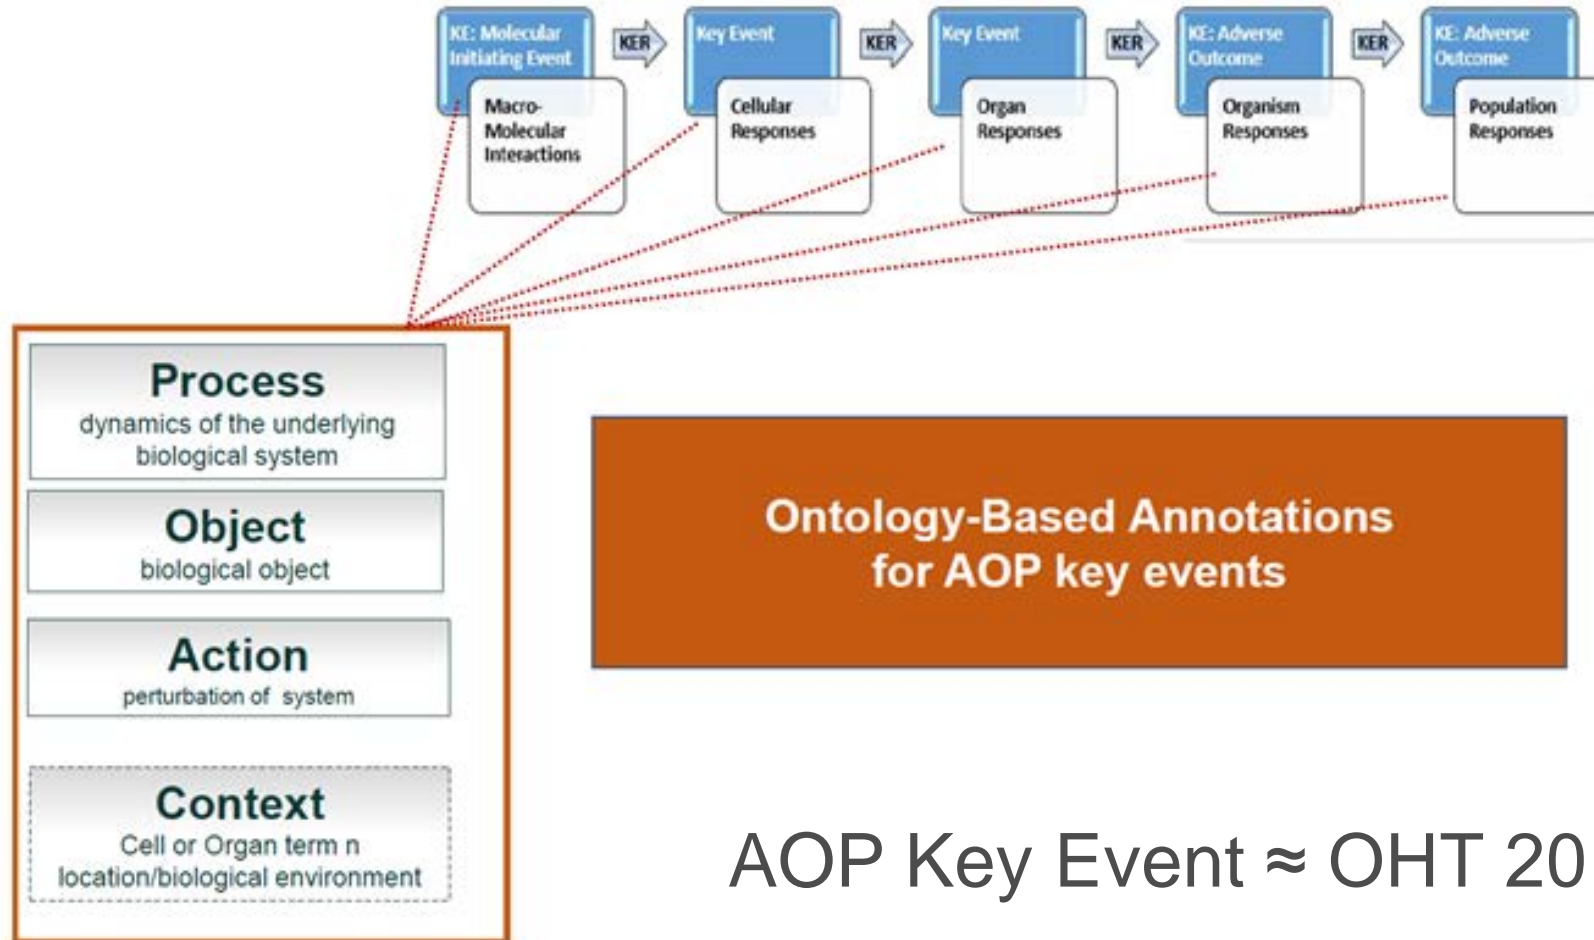 KE: Molecular
Initiating Event
Macro-
Molecular
Interactions
KER
Key Event
Cellular
Responses
KER
Key Event
Organ
Responses
KER
KE: Adverse
Outcome
Organism
Responses
KER
KE: Adverse
Outcome
Population
Responses
Process
dynamics of the underlying
biological system
Object
biological object
Action
perturbation of system
Context
Cell or Organ term n
location/biological environment
Ontology-Based Annotations
for AOP key events
AOP Key Event ≈ OHT 20